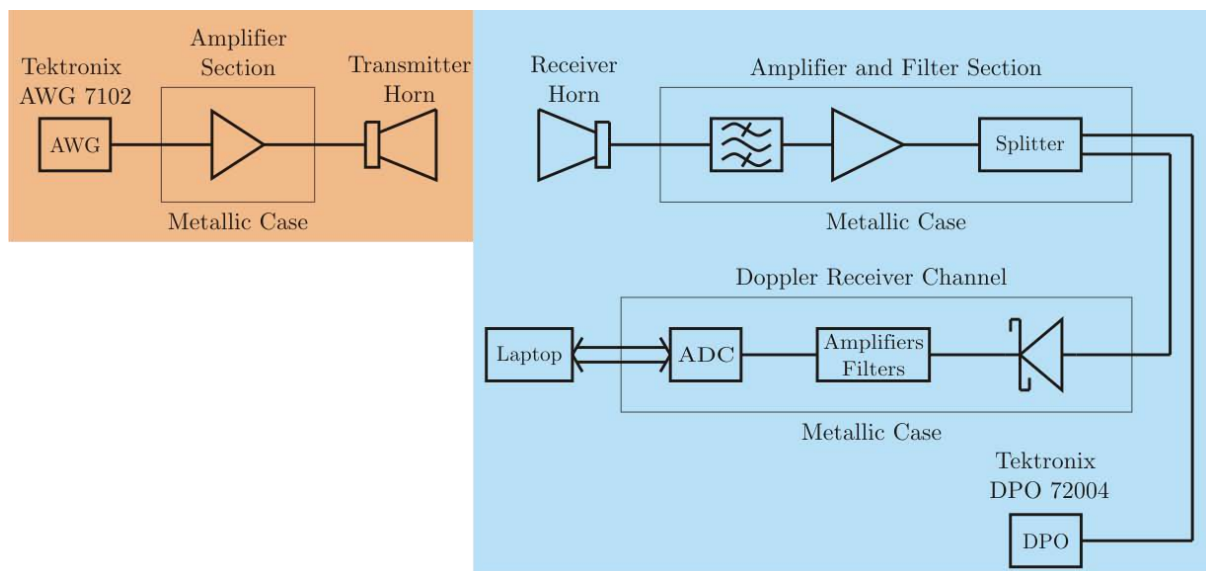 Tektronix
AWG 7102
AWG
Amplifier
Section
Metallic Case
Transmitter
Horn
Receiver
Horn
Amplifier and Filter Section
Splitter
Metallic Case
Doppler Receiver Channel
Laptop
ADC
Amplifiers
Filters
Metallic Case
Tektronix
DPO 72004
DPO